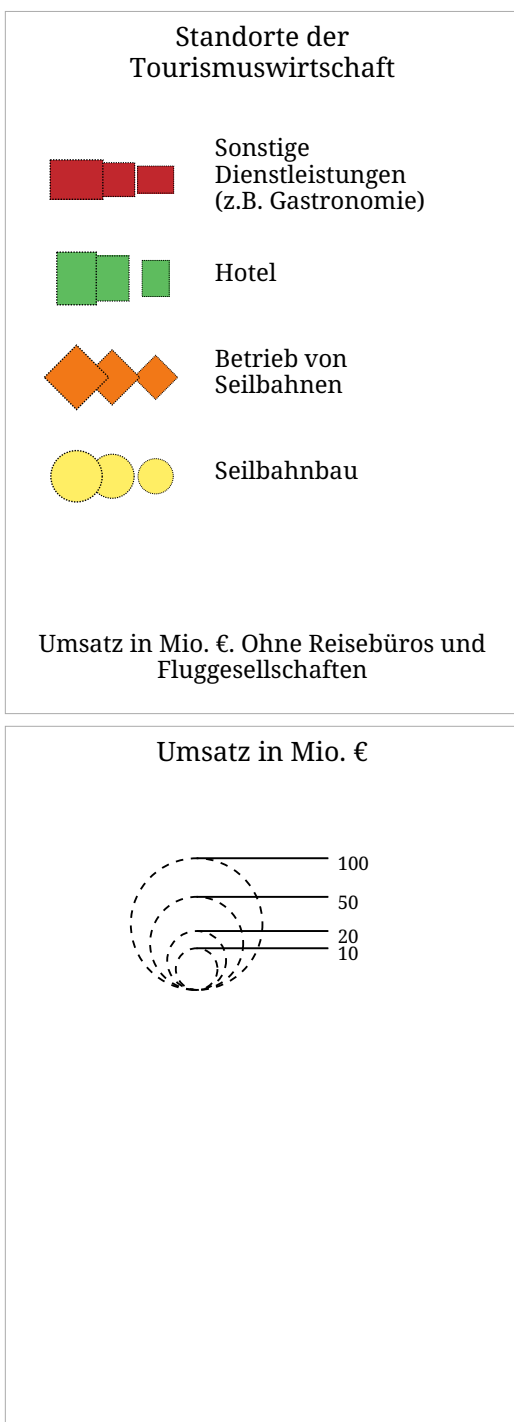 Standorte der
Tourismuswirtschaft
Sonstige
Dienstleistungen
(z.B. Gastronomie)
Hotel
Betrieb von
Seilbahnen
Seilbahnbau
Umsatz in Mio. €. Ohne Reisebüros und
Fluggesellschaften
Umsatz in Mio. €
100
50
20
10